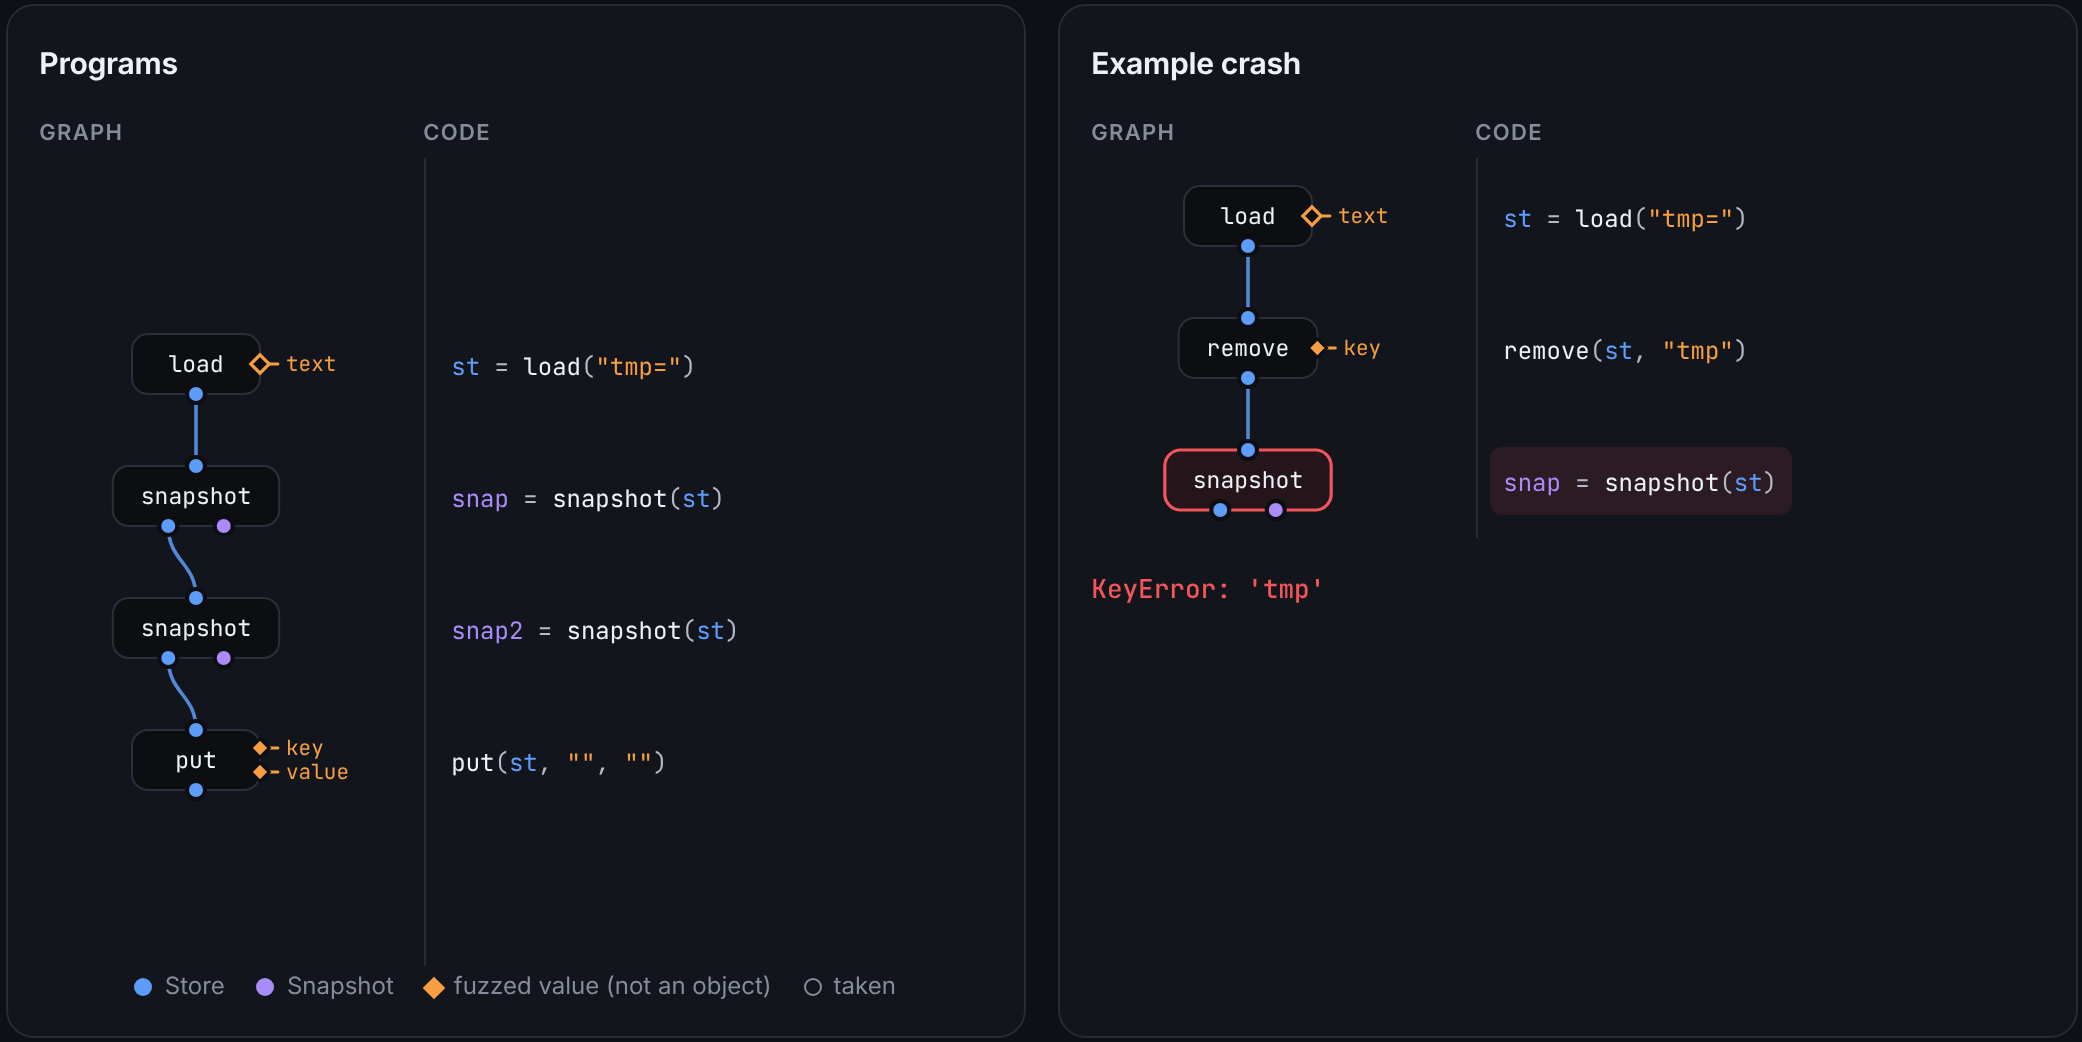 Programs
GRAPH
CODE
load
text
st = load("tmp=")
snapshot
snap = snapshot(st)
snapshot
snap2 = snapshot(st)
put
key
value
put(st, "", "")
Store
Snapshot
fuzzed value (not an object)
taken
Example crash
GRAPH
CODE
load
text
st = load("tmp=")
remove
key
remove(st, "tmp")
snapshot
snap = snapshot(st)
KeyError: 'tmp'